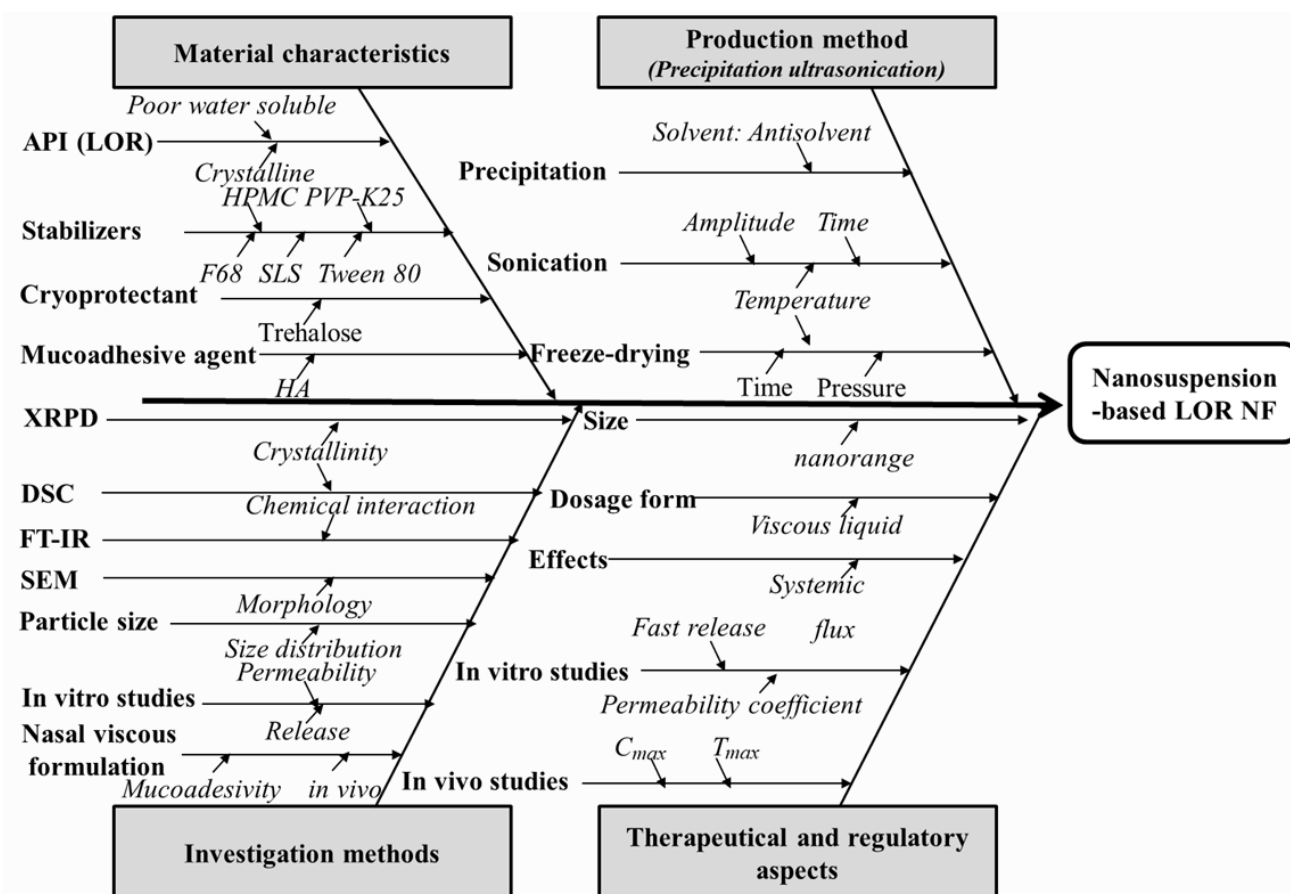 Material characteristics
Poor water soluble
API (LOR)
Crystalline
HPMC PVP-K25
Stabilizers
F68 SLS Tween 80
Cryoprotectant
Trehalose
Mucoadhesive agent
HA
Production method
(Precipitation ultrasonication)
Solvent: Antisolvent
Precipitation
Amplitude Time
Sonication
Temperature
Freeze-drying
Time Pressure
Nanosuspension
-based LOR NF
XRPD
Crystallinity
DSC
Chemical interaction
FT-IR
SEM
Morphology
Particle size
Size distribution
Permeability
In vitro studies
Release
Nasal viscous
formulation
Mucoadesivity in vivo
Investigation methods
Size
nanorange
Dosage form
Viscous liquid
Effects
Systemic
Fast release flux
In vitro studies
Permeability coefficient
Cmax Tmax
In vivo studies
Therapeutical and regulatory
aspects